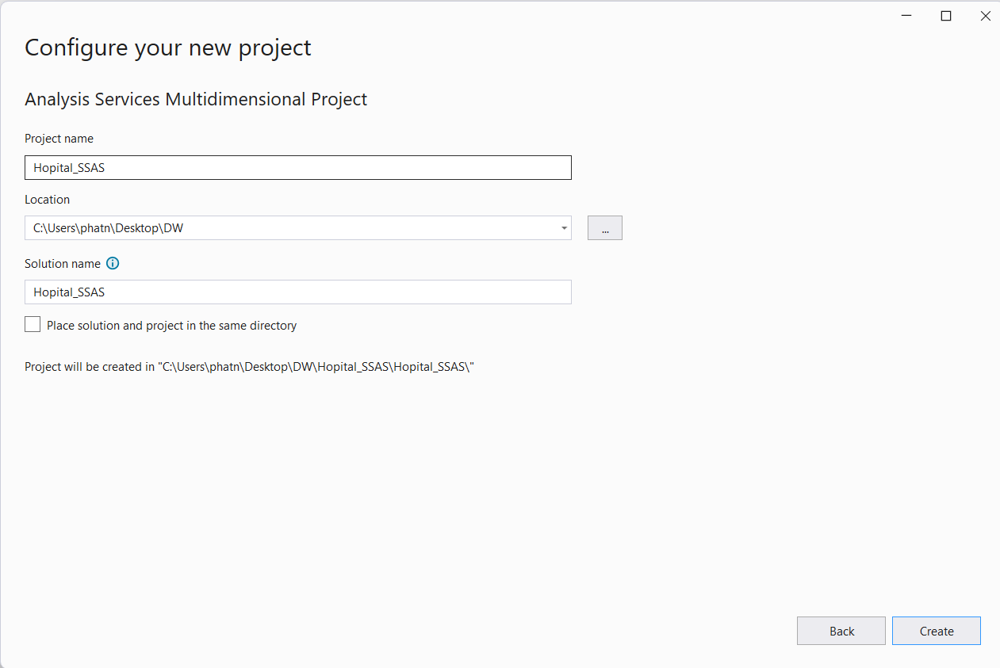 Configure your new project
Analysis Services Multidimensional Project
Project name
Hopital_SSAS
Location
C:\Users\phatn\Desktop\DW
...
Solution name
Hopital_SSAS
Place solution and project in the same directory
Project will be created in "C:\Users\phatn\Desktop\DW\Hopital_SSAS\Hopital_SSAS\"
Back
Create